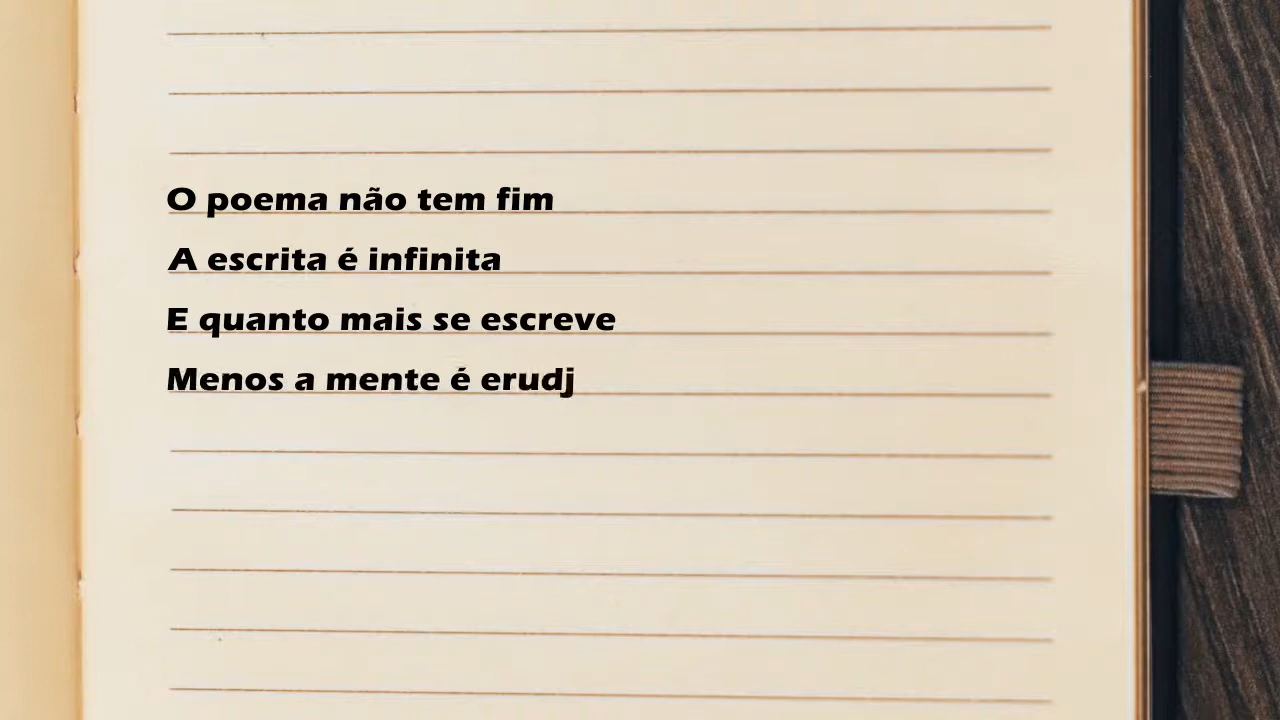 O poema não tem fim
A escrita é infinita
E quanto mais se escreve
Menos a mente é erudj